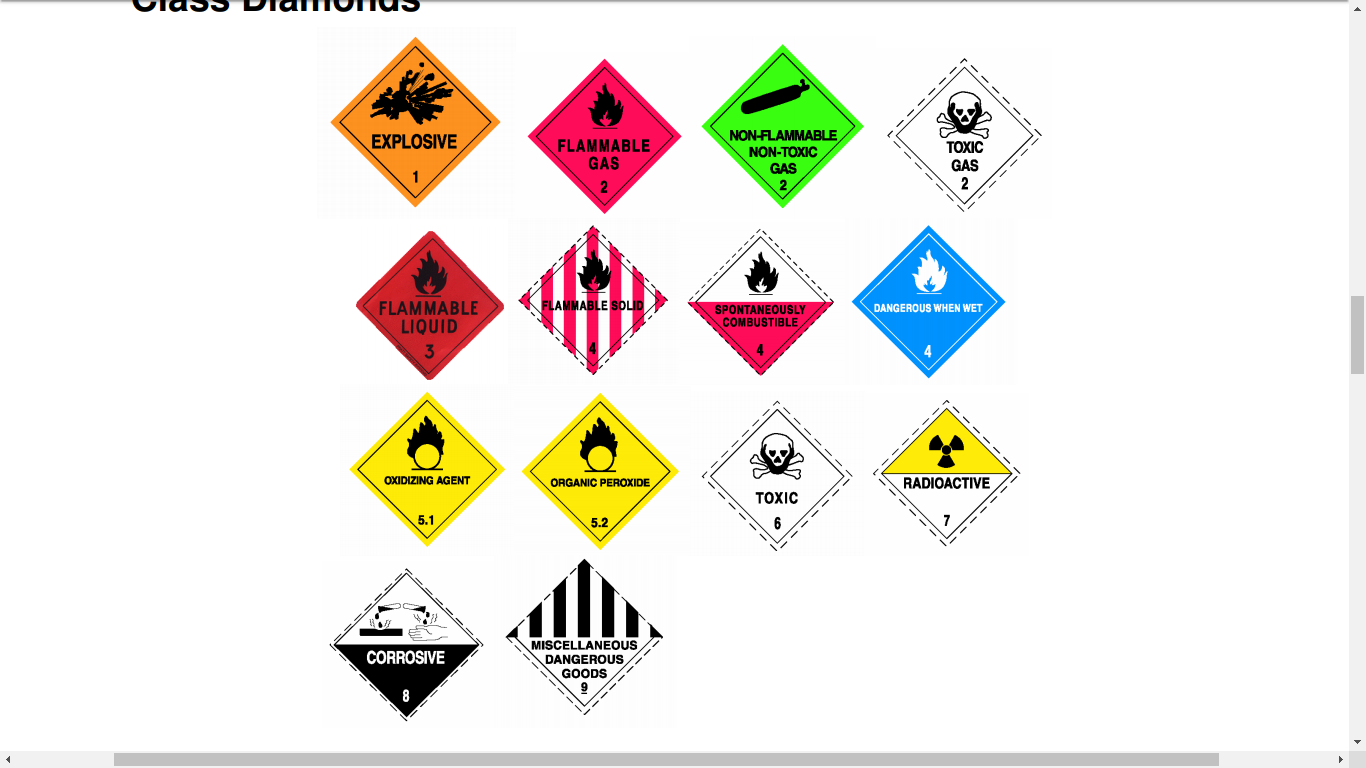 Class Diamonds
EXPLOSIVE
1
FLAMMABLE
GAS
2
NON-FLAMMABLE
NON-TOXIC
GAS
2
TOXIC
GAS
2
FLAMMABLE
LIQUID
3
FLAMMABLE SOLID
4
SPONTANEOUSLY
COMBUSTIBLE
4
DANGEROUS WHEN WET
4
OXIDIZING AGENT
5.1
ORGANIC PEROXIDE
5.2
TOXIC
6
RADIOACTIVE
7
CORROSIVE
8
MISCELLANEOUS
DANGEROUS
GOODS
9